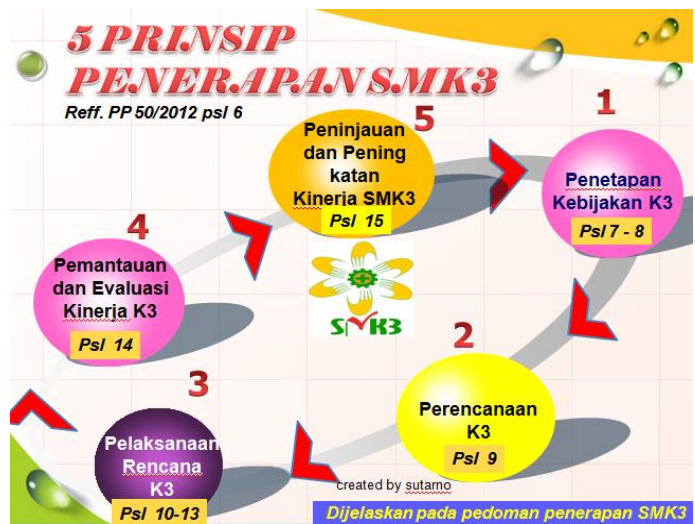 5 PRINSIP
PENERAPAN SMK3
Reff. PP 50/2012 psl 6
1
Penetapan
Kebijakan K3
Psl 7 - 8
2
Perencanaan
K3
Psl 9
3
Pelaksanaan
Rencana
K3
Psl 10-13
4
Pemantauan
dan Evaluasi
Kinerja K3
Psl 14
5
Peninjauan
dan Pening
katan
Kinerja SMK3
Psl 15
SMK3
created by sutarno
Dijelaskan pada pedoman penerapan SMK3